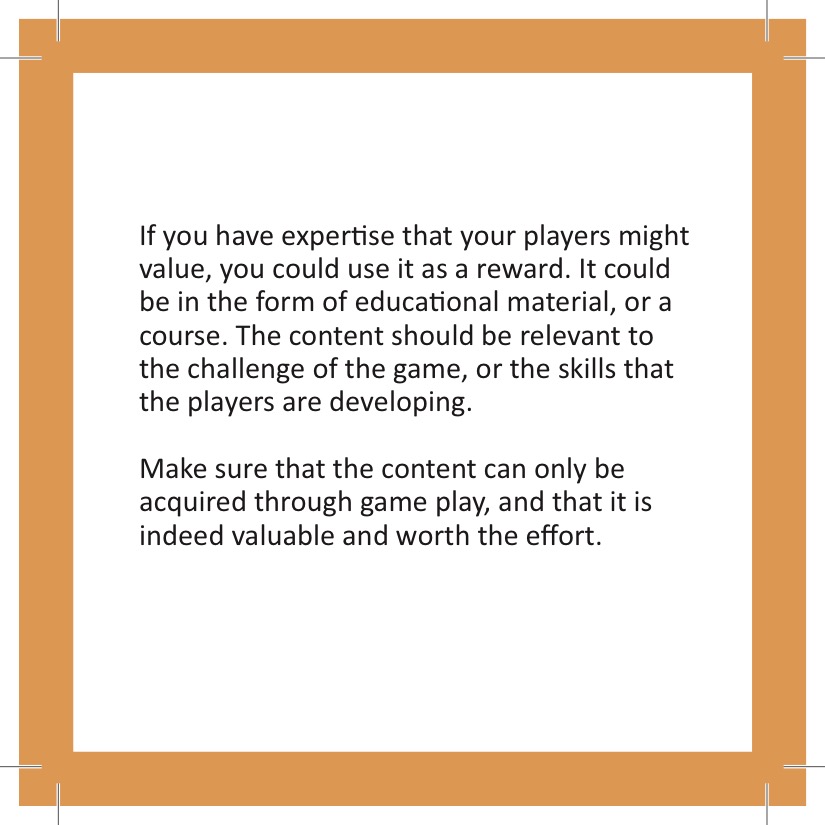 If you have expertise that your players might
value, you could use it as a reward. It could
be in the form of educational material, or a
course. The content should be relevant to
the challenge of the game, or the skills that
the players are developing.
Make sure that the content can only be
acquired through game play, and that it is
indeed valuable and worth the effort.